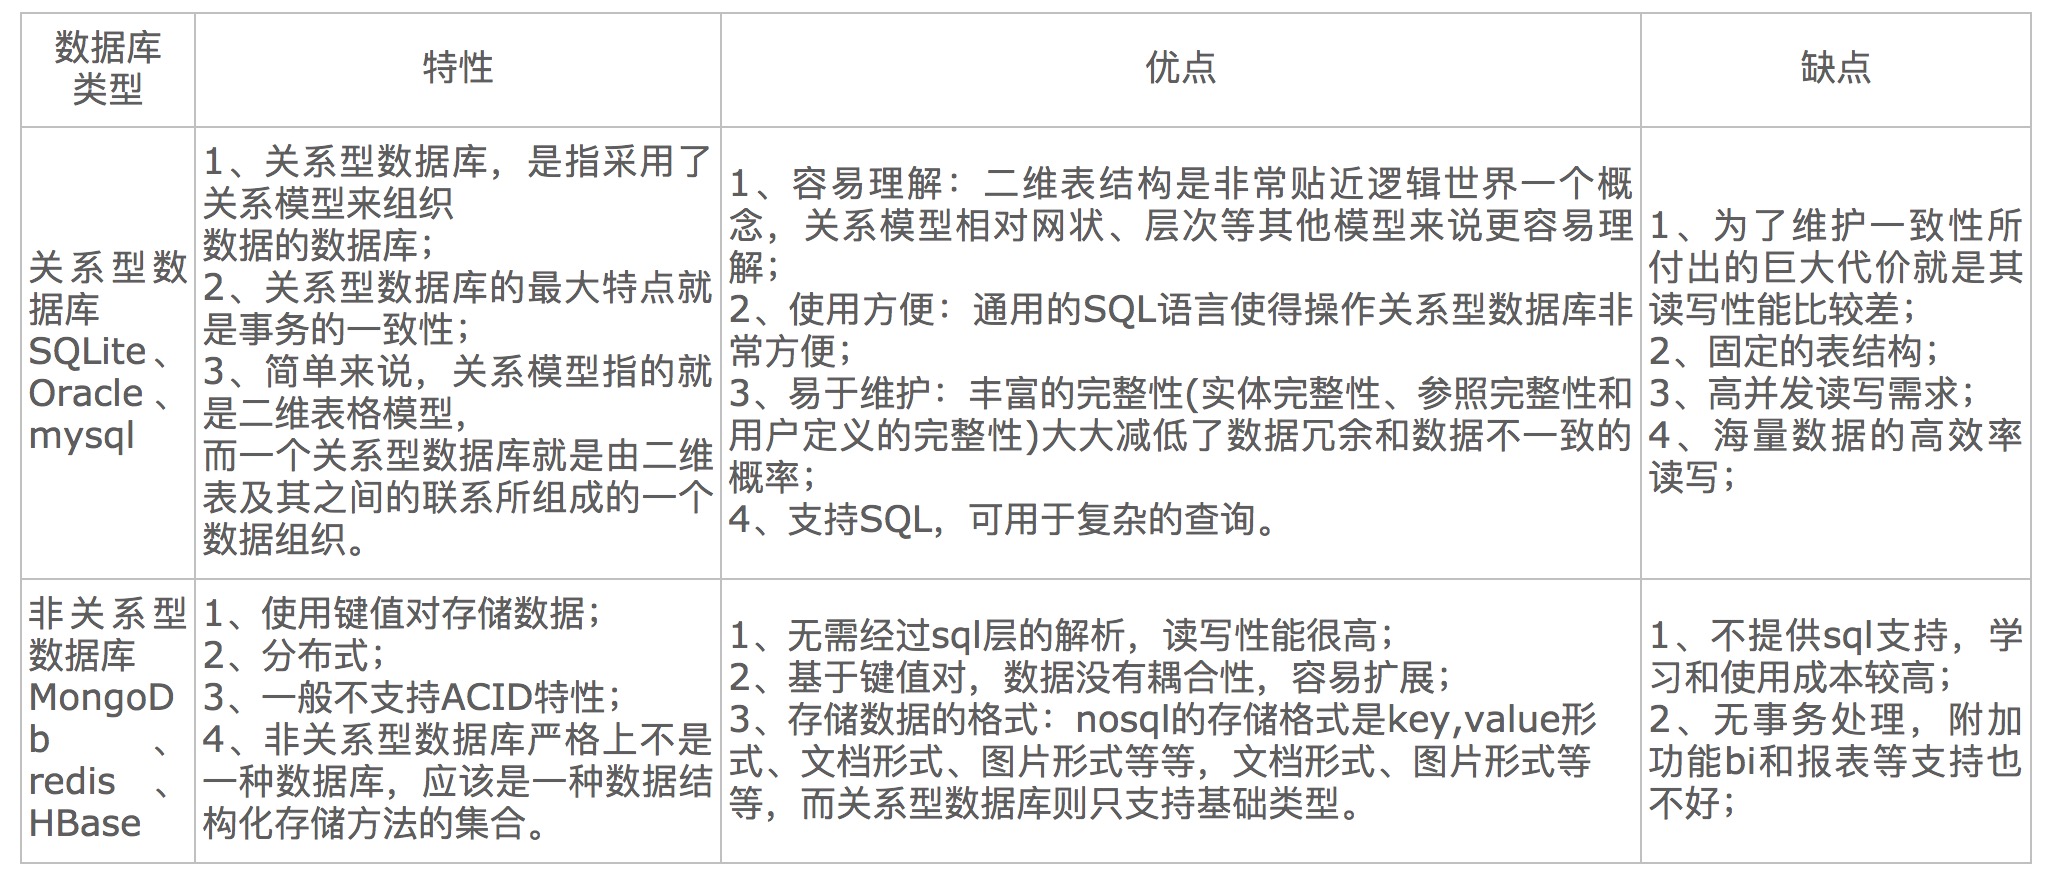 数据库
类型
特性
优点
缺点
关系型数
据库
SQLite、
Oracle、
mysql
1、关系型数据库，是指采用了
关系模型来组织
数据的数据库；
2、关系型数据库的最大特点就
是事务的一致性；
3、简单来说，关系模型指的就
是二维表格模型，
而一个关系型数据库就是由二维
表及其之间的联系所组成的一个
数据组织。
1、容易理解：二维表结构是非常贴近逻辑世界一个概
念，关系模型相对网状、层次等其他模型来说更容易理
解；
2、使用方便：通用的SQL语言使得操作关系型数据库非
常方便；
3、易于维护：丰富的完整性(实体完整性、参照完整性和
用户定义的完整性)大大减低了数据冗余和数据不一致的
概率；
4、支持SQL，可用于复杂的查询。
1、为了维护一致性所
付出的巨大代价就是其
读写性能比较差；
2、固定的表结构；
3、高并发读写需求；
4、海量数据的高效率
读写；
非关系型
数据库
MongoD
b、
redis、
HBase
1、使用键值对存储数据；
2、分布式；
3、一般不支持ACID特性；
4、非关系型数据库严格上不是
一种数据库，应该是一种数据结
构化存储方法的集合。
1、无需经过sql层的解析，读写性能很高；
2、基于键值对，数据没有耦合性，容易扩展；
3、存储数据的格式：nosql的存储格式是key,value形
式、文档形式、图片形式等等，文档形式、图片形式等
等，而关系型数据库则只支持基础类型。
1、不提供sql支持，学
习和使用成本较高；
2、无事务处理，附加
功能bi和报表等支持也
不好；